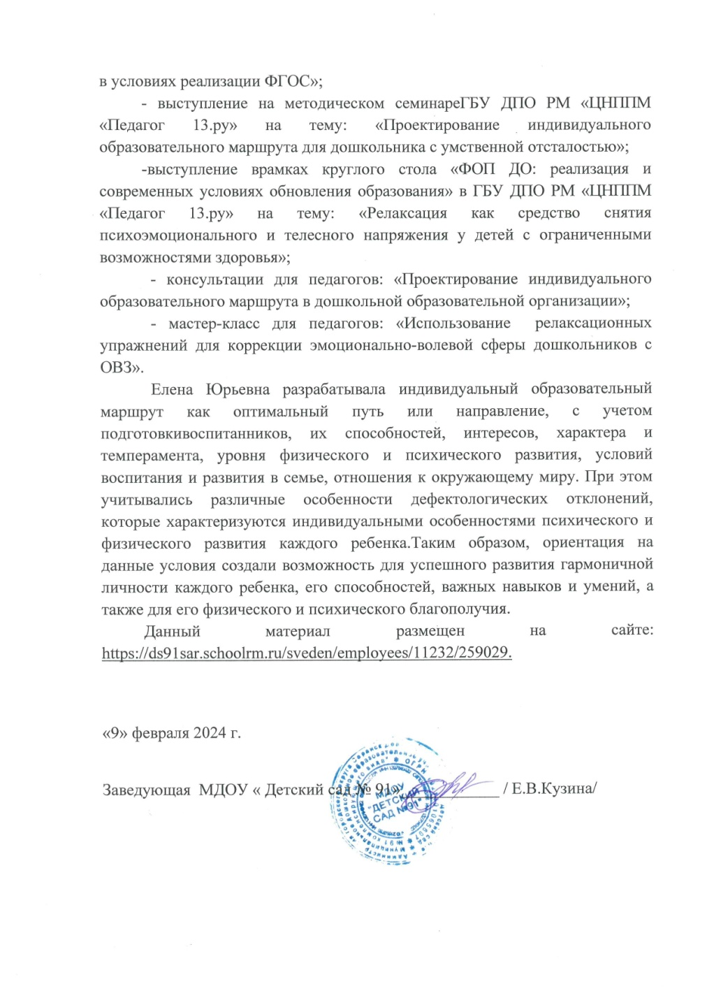 в условиях реализации ФГОС»;
- выступление на методическом семинареГБУ ДПО РМ «ЦНППМ
«Педагог 13.ру» на тему: «Проектирование индивидуального
образовательного маршрута для дошкольника с умственной отсталостью»;
-выступление врамках круглого стола «ФОП ДО: реализация и
современных условиях обновления образования» в ГБУ ДПО РМ «ЦНППМ
«Педагог 13.ру» на тему: «Релаксация как средство снятия
психоэмоционального и телесного напряжения у детей с ограниченными
возможностями здоровья»;
- консультации для педагогов: «Проектирование индивидуального
образовательного маршрута в дошкольной образовательной организации»;
- мастер-класс для педагогов: «Использование релаксационных
упражнений для коррекции эмоционально-волевой сферы дошкольников с
ОВЗ».
Елена Юрьевна разрабатывала индивидуальный образовательный
маршрут как оптимальный путь или направление, с учетом
подготовкивоспитанников, их способностей, интересов, характера и
темперамента, уровня физического и психического развития, условий
воспитания и развития в семье, отношения к окружающему миру. При этом
учитывались различные особенности дефектологических отклонений,
которые характеризуются индивидуальными особенностями психического и
физического развития каждого ребенка.Таким образом, ориентация на
данные условия создали возможность для успешного развития гармоничной
личности каждого ребенка, его способностей, важных навыков и умений, а
также для его физического и психического благополучия.
Данный материал размещен на сайте:
https://ds91sar.schoolrm.ru/sveden/employees/11232/259029.
«9» февраля 2024 г.
Заведующая МДОУ « Детский сад № 91» ____________ / Е.В.Кузина/
МДОУ
"ДЕТСКИЙ
САД №91"